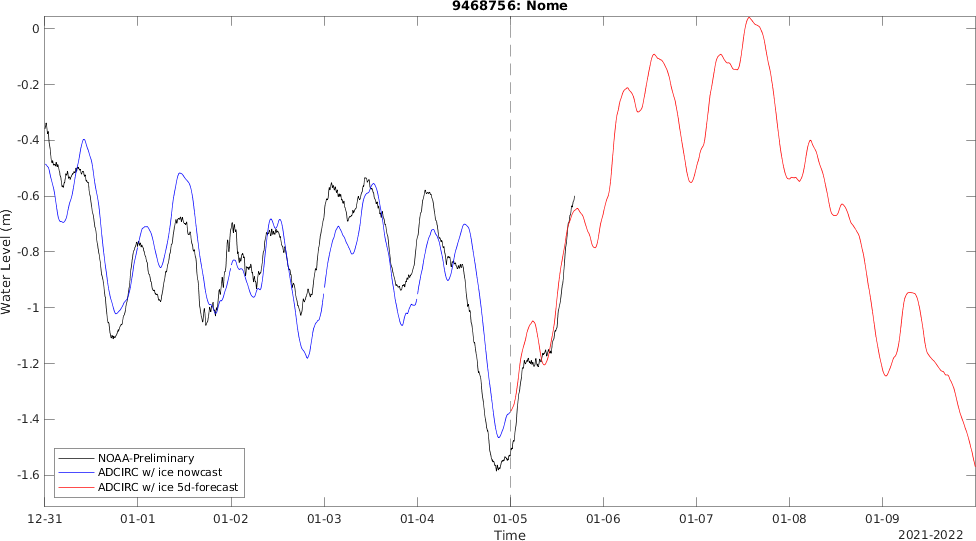 9468756: Nome
0
-0.2
-0.4
-0.6
-0.8
-1
-1.2
-1.4
-1.6
Water Level (m)
NOAA-Preliminary
ADCIRC w/ ice nowcast
ADCIRC w/ ice 5d-forecast
12-31 01-01 01-02 01-03 01-04 01-05 01-06 01-07 01-08 01-09
Time
2021-2022